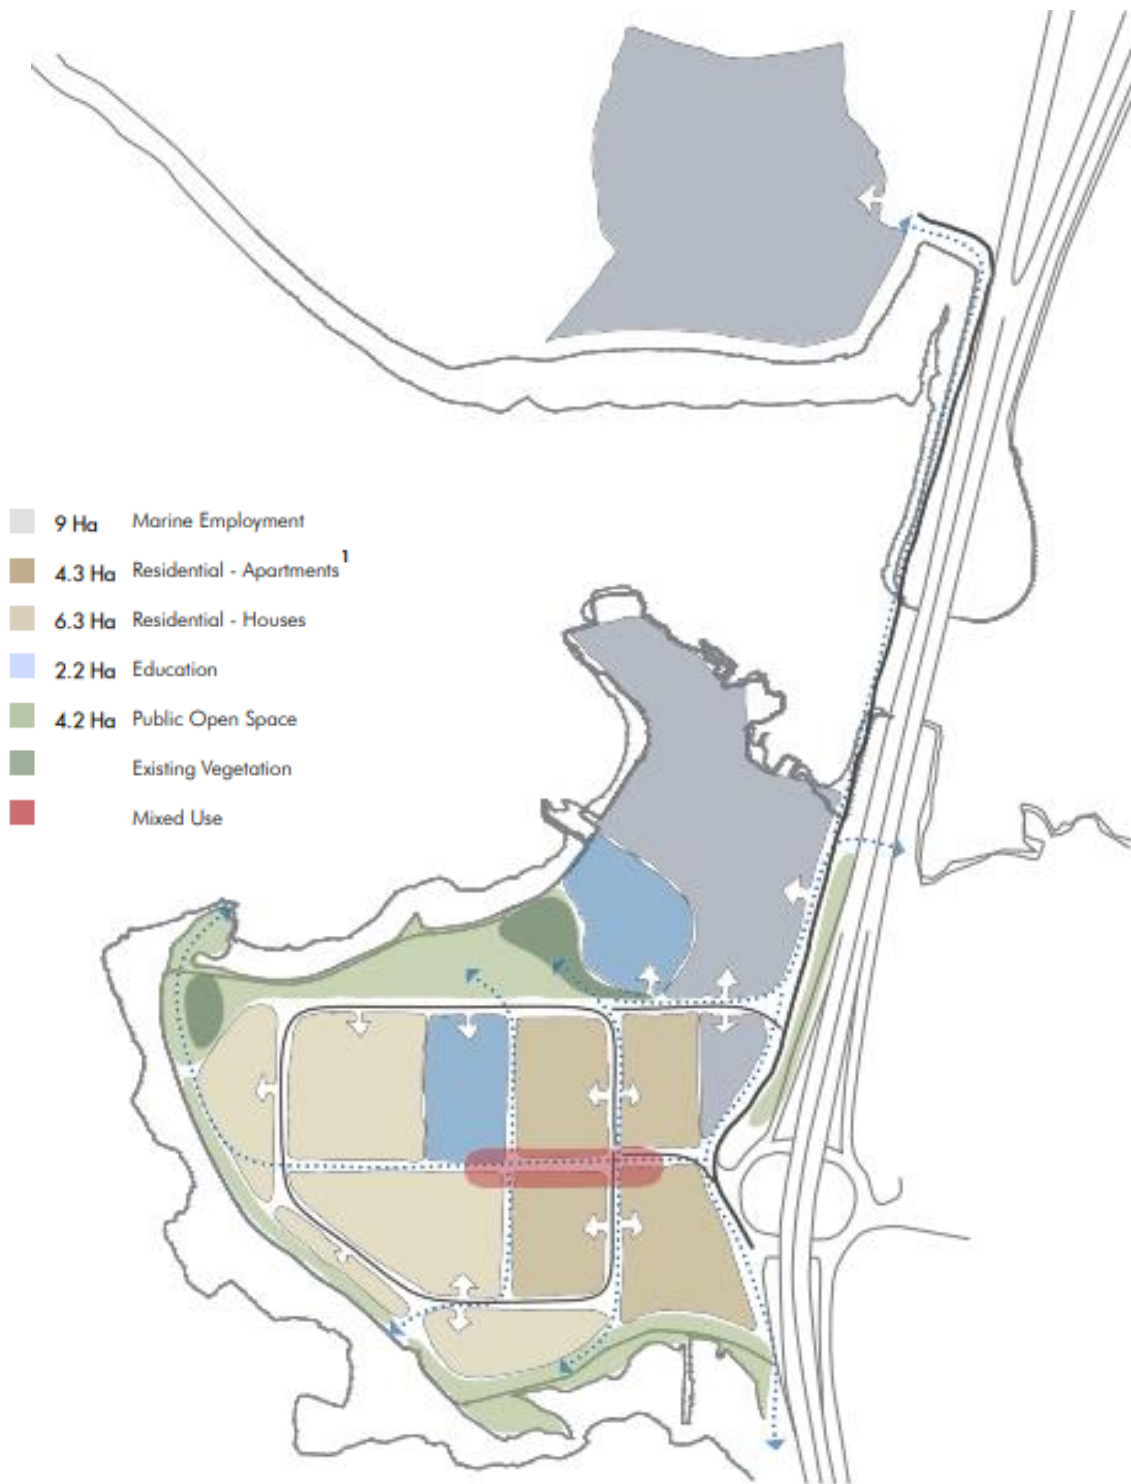 9 Ha Marine Employment
4.3 Ha Residential - Apartments1
6.3 Ha Residential - Houses
2.2 Ha Education
4.2 Ha Public Open Space
Existing Vegetation
Mixed Use